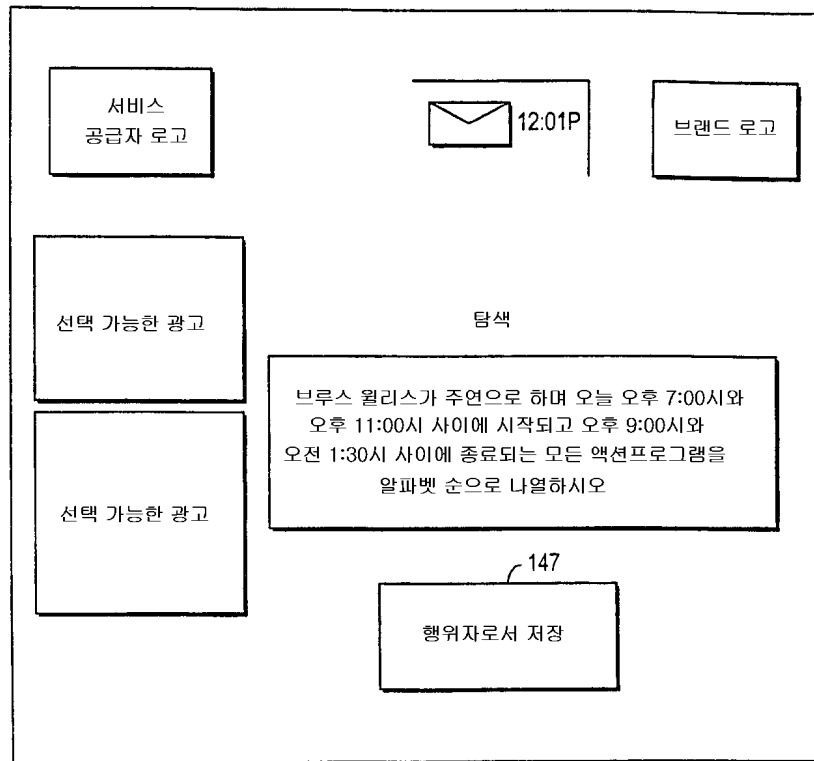 서비스
공급자 로고
12:01P
브랜드 로고
선택 가능한 광고
탐색
브루스 윌리스가 주연으로 하며 오늘 오후 7:00시와
오후 11:00시 사이에 시작되고 오후 9:00시와
오전 1:30시 사이에 종료되는 모든 액션프로그램을
알파벳 순으로 나열하시오
선택 가능한 광고
147
행위자로서 저장